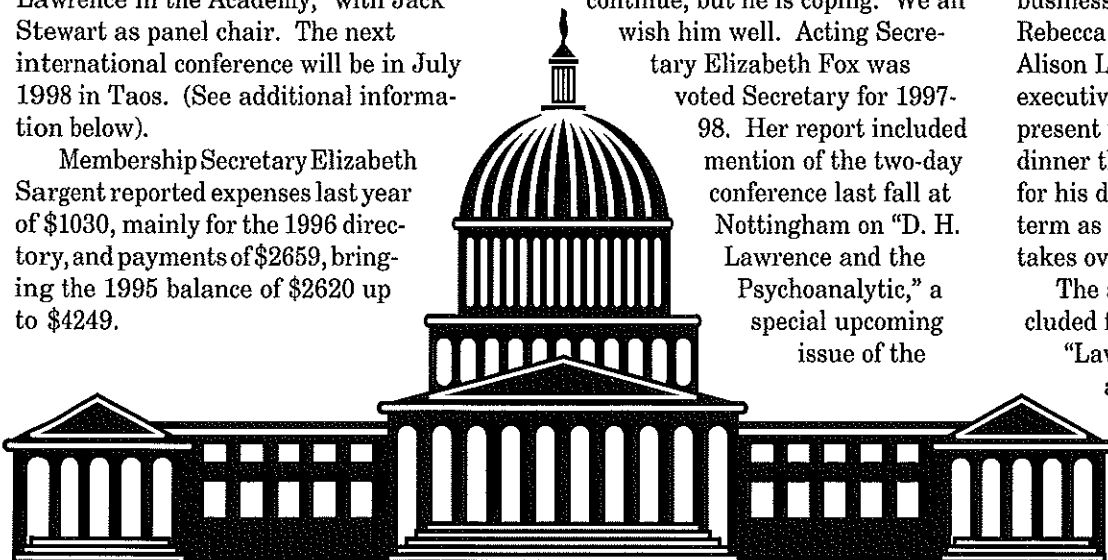 Lawrence in the Academy," with Jack
Stewart as panel chair. The next
international conference will be in July
1998 in Taos. (See additional informa-
tion below).
Membership Secretary Elizabeth
Sargent reported expenses last year
of $1030, mainly for the 1996 direc-
tory, and payments of $2659, bring-
ing the 1995 balance of $2620 up
to $4249.
continue, but he is coping. We all
wish him well. Acting Secre-
tary Elizabeth Fox was
voted Secretary for 1997-
98. Her report included
mention of the two-day
conference last fall at
Nottingham on “D. H.
Lawrence and the
Psychoanalytic,” a
special upcoming
issue of the
business
Rebecca
Alison L
executiv
present
dinner t
for his d
term as
takes ov
The
cluded f
“Law